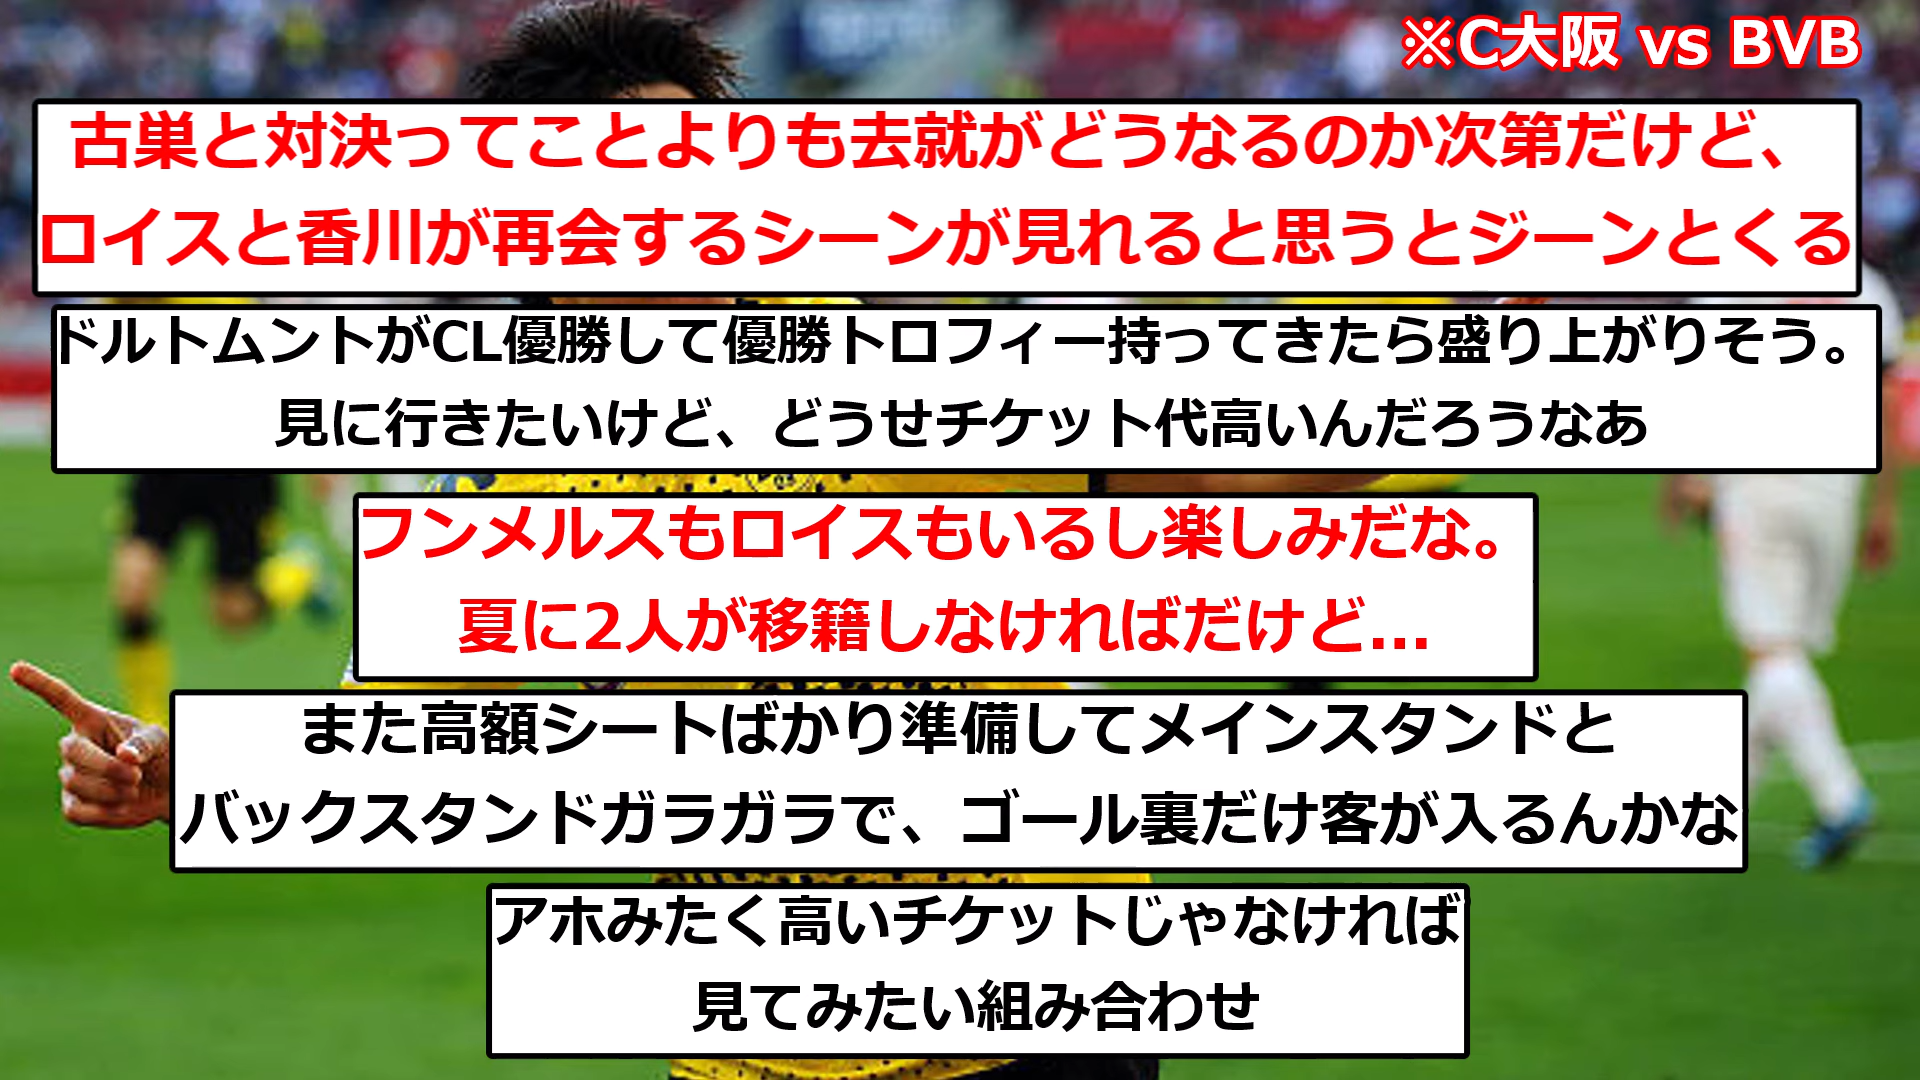 ※C大阪 vs BVB
古巣と対決ってことよりも去就がどうなるのか次第だけど、
ロイスと香川が再会するシーンが見れると思うとジーンとくる
ドルトムントがCL優勝して優勝トロフィー持ってきたら盛り上がりそう。
見に行きたいけど、どうせチケット代高いんだろうなあ
フンメルスもロイスもいるし楽しみだな。
夏に2人が移籍しなければだけど...
また高額シートばかり準備してメインスタンドと
バックスタンドガラガラで、ゴール裏だけ客が入るんかな
アホみたく高いチケットじゃなければ
見てみたい組み合わせ